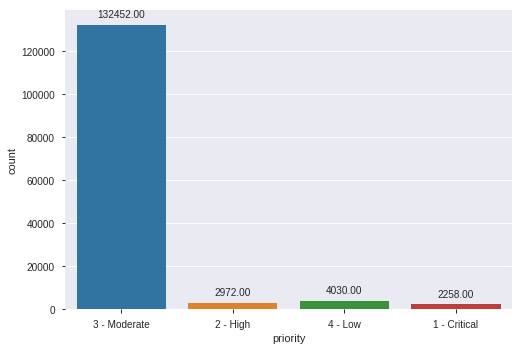 132452.00
120000
100000
80000
60000
40000
20000
0
count
2972.00
4030.00
2258.00
3 - Moderate
2 - High
4 - Low
1 - Critical
priority